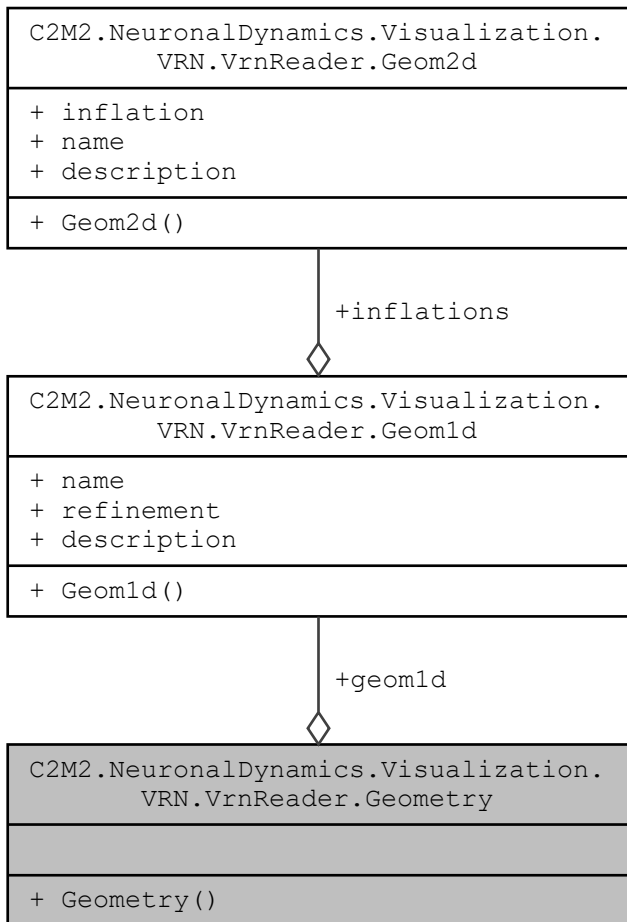 C2M2.NeuronalDynamics.Visualization.
VRN.VrnReader.Geom2d
+ inflation
+ name
+ description
+ Geom2d()
+inflations
C2M2.NeuronalDynamics.Visualization.
VRN.VrnReader.Geom1d
+ name
+ refinement
+ description
+ Geom1d()
+geom1d
C2M2.NeuronalDynamics.Visualization.
VRN.VrnReader.Geometry
+ Geometry()